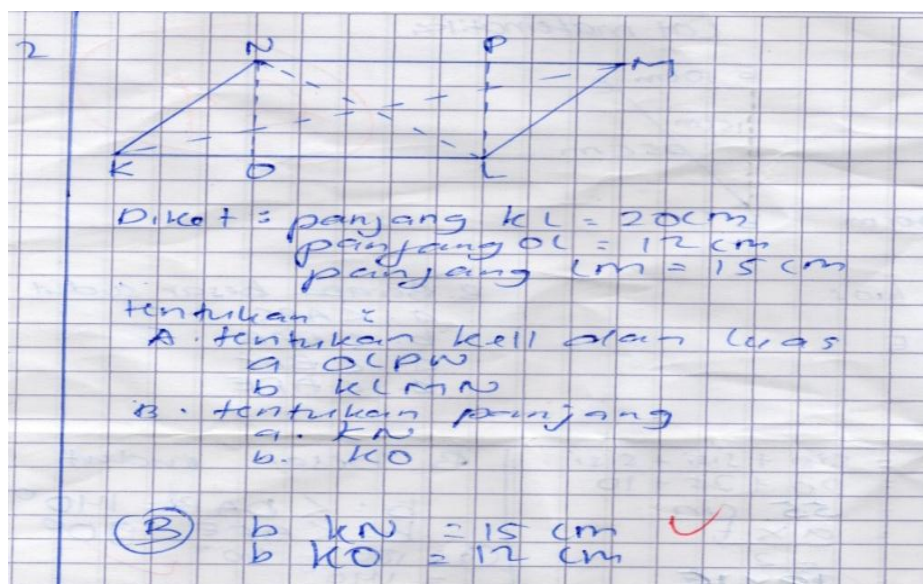 2
N P M
K O L
Diket = panjang KL = 20cm
panjang OL = 12 cm
panjang Lm = 15 cm
tentukan :
A. tentukan kell dan luas
a OLPN
b KLMN
B. tentukan panjang
a. KN
b. KO
B b KN = 15 cm
b KO = 12 cm